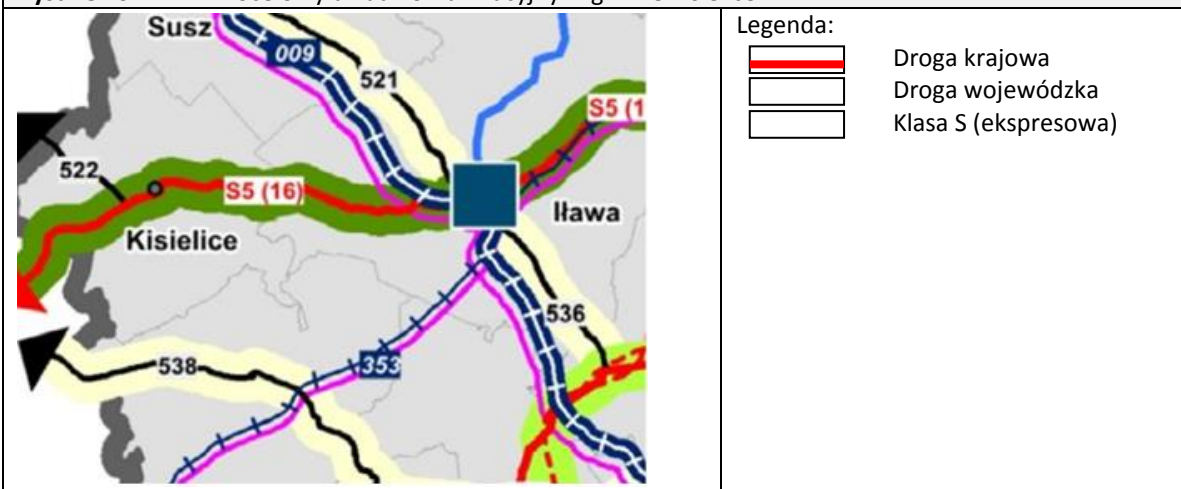 Susz
009
521
S5 (1
522
S5 (16)
Iława
Kisielice
536
538
353
Legenda:
Droga krajowa
Droga wojewódzka
Klasa S (ekspresowa)